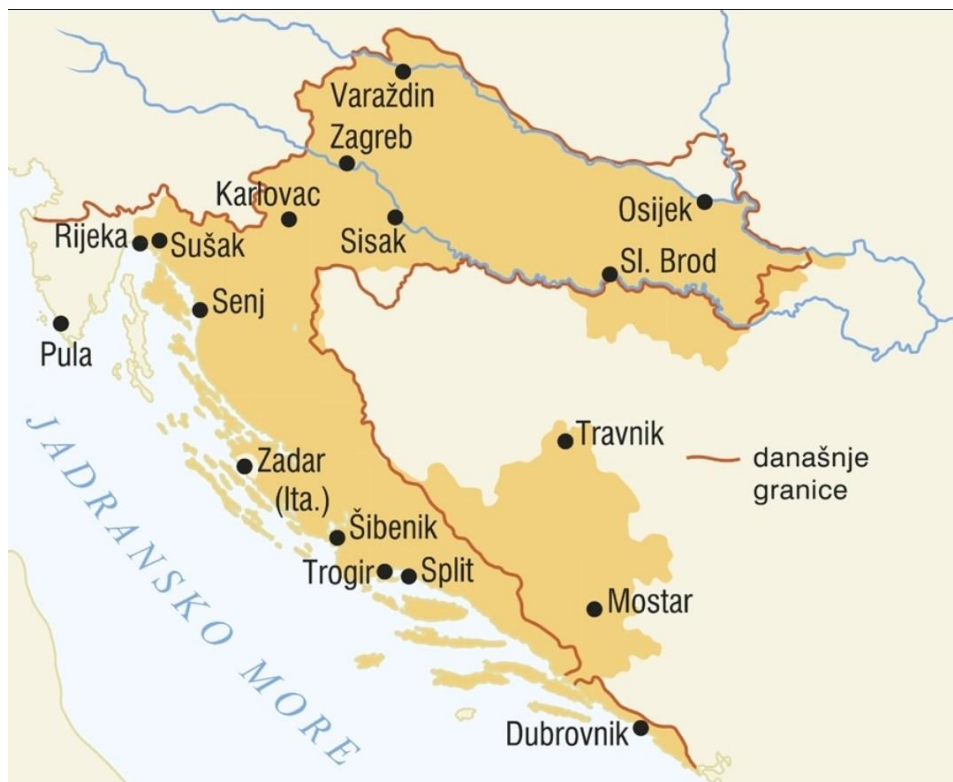 Varaždin
Zagreb
Karlovac
Sisak
Osijek
Rijeka
Sušak
Sl. Brod
Senj
Pula
Travnik
Zadar
(Ita.)
današnje
granice
Šibenik
Trogir
Split
Mostar
Dubrovnik
JADRANSKO MORE